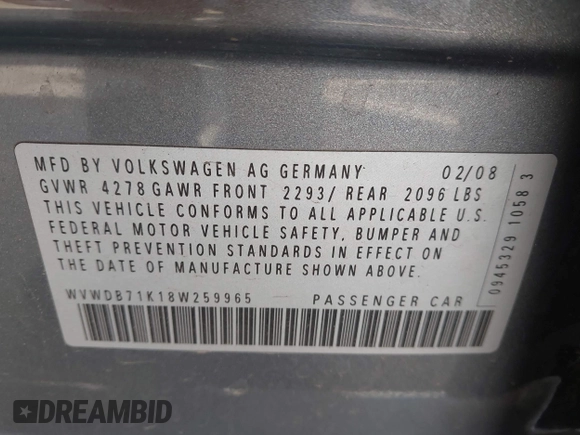 MFD BY VOLKSWAGEN AG GERMANY 02/08
GVWR 4278 GAWR FRONT 2293/ REAR 2096 LBS
THIS VEHICLE CONFORMS TO ALL APPLICABLE U.S.
FEDERAL MOTOR VEHICLE SAFETY, BUMPER AND
THEFT PREVENTION STANDARDS IN EFFECT ON
THE DATE OF MANUFACTURE SHOWN ABOVE.
WVWDB71K18W259965 PASSENGER CAR
0945329 1058 3
DREAMBID